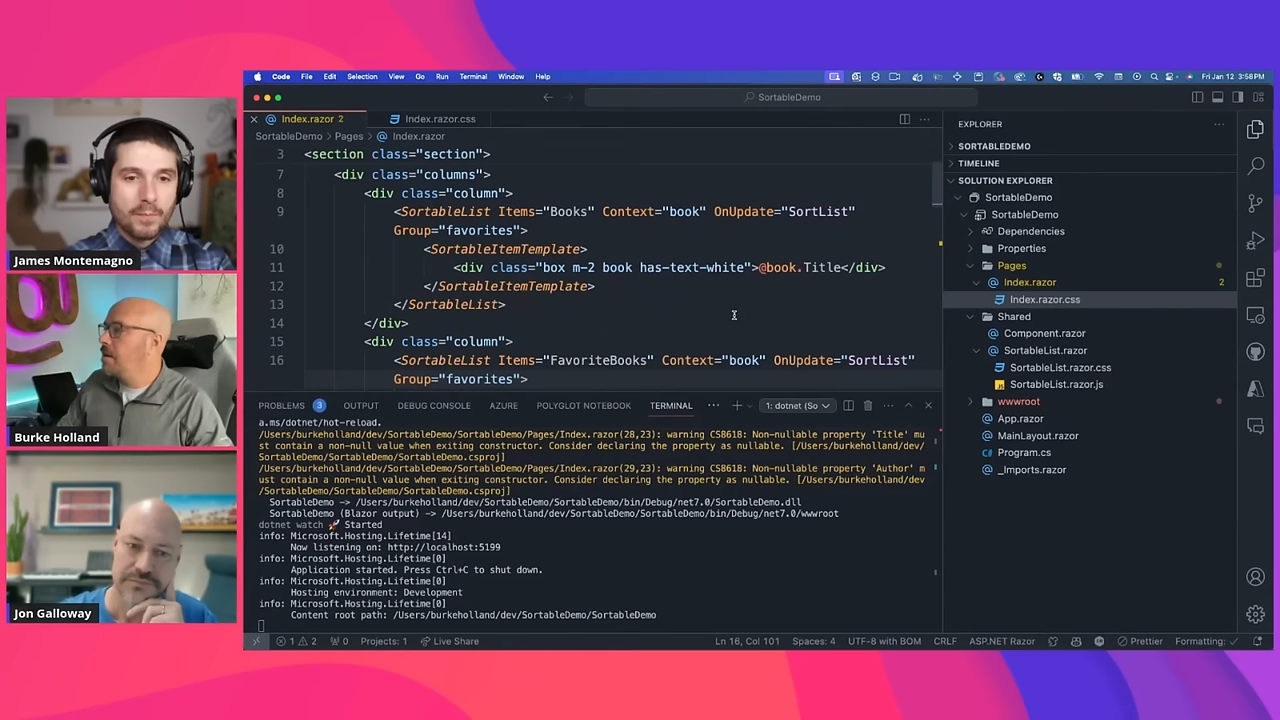 Code File Edit Selection View Go Run Terminal Window Help
Fri Jan 12 3:58 PM
SortableDemo
Index.razor 2
Index.razor.css
SortableDemo > Pages > Index.razor
3 <section class="section">
7 <div class="columns">
8 <div class="column">
9 <SortableList Items="Books" Context="book" OnUpdate="SortList"
Group="favorites">
10 <SortableItemTemplate>
11 <div class="box m-2 book has-text-white">@book.Title</div>
12 </SortableItemTemplate>
13 </SortableList>
14 </div>
15 <div class="column">
16 <SortableList Items="FavoriteBooks" Context="book" OnUpdate="SortList"
Group="favorites">
PROBLEMS 3 OUTPUT DEBUG CONSOLE AZURE POLYGLOT NOTEBOOK TERMINAL ··· 1: dotnet (So
a.ms/dotnet/hot-reload.
/Users/burkeholland/dev/SortableDemo/SortableDemo/Pages/Index.razor(28,23): warning CS8618: Non-nullable property 'Title' mu
st contain a non-null value when exiting constructor. Consider declaring the property as nullable. [/Users/burkeholland/dev/
SortableDemo/SortableDemo/SortableDemo.csproj]
/Users/burkeholland/dev/SortableDemo/SortableDemo/Pages/Index.razor(29,23): warning CS8618: Non-nullable property 'Author' m
ust contain a non-null value when exiting constructor. Consider declaring the property as nullable. [/Users/burkeholland/dev
/SortableDemo/SortableDemo/SortableDemo.csproj]
SortableDemo -> /Users/burkeholland/dev/SortableDemo/SortableDemo/bin/Debug/net7.0/SortableDemo.dll
SortableDemo (Blazor output) -> /Users/burkeholland/dev/SortableDemo/SortableDemo/bin/Debug/net7.0/wwwroot
dotnet watch 🚀 Started
info: Microsoft.Hosting.Lifetime[14]
Now listening on: http://localhost:5199
info: Microsoft.Hosting.Lifetime[0]
Application started. Press Ctrl+C to shut down.
info: Microsoft.Hosting.Lifetime[0]
Hosting environment: Development
info: Microsoft.Hosting.Lifetime[0]
Content root path: /Users/burkeholland/dev/SortableDemo/SortableDemo
EXPLORER
SORTABLEDEMO
TIMELINE
SOLUTION EXPLORER
SortableDemo
SortableDemo
Dependencies
Properties
Pages
Index.razor 2
Index.razor.css
Shared
Component.razor
SortableList.razor
SortableList.razor.css
SortableList.razor.js
wwwroot
App.razor
MainLayout.razor
Program.cs
_Imports.razor
1 2 0 Projects: 1 Live Share Ln 16, Col 101 Spaces: 4 UTF-8 with BOM CRLF ASP.NET Razor Prettier Formatting: ✓
James Montemagno
Burke Holland
Jon Galloway